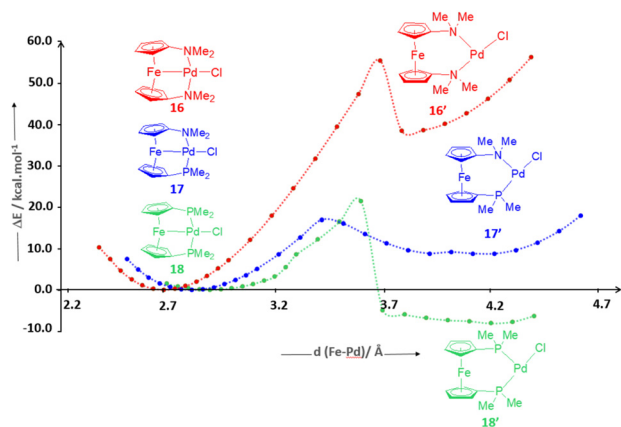 60.0
50.0
40.0
30.0
20.0
10.0
0.0
-10.0
ΔE / kcal.mol⁻¹
2.2 2.7 3.2 3.7 4.2 4.7
d (Fe-Pd)/ Å
NMe₂
Fe Pd Cl
NMe₂
16
NMe₂
Fe Pd Cl
PMe₂
17
PMe₂
Fe Pd Cl
PMe₂
18
Me Me
N Cl
Fe Pd
N
Me Me
16’
Me Me
N Cl
Fe Pd
P
Me Me
17’
Me Me
P Cl
Fe Pd
P
Me Me
18’